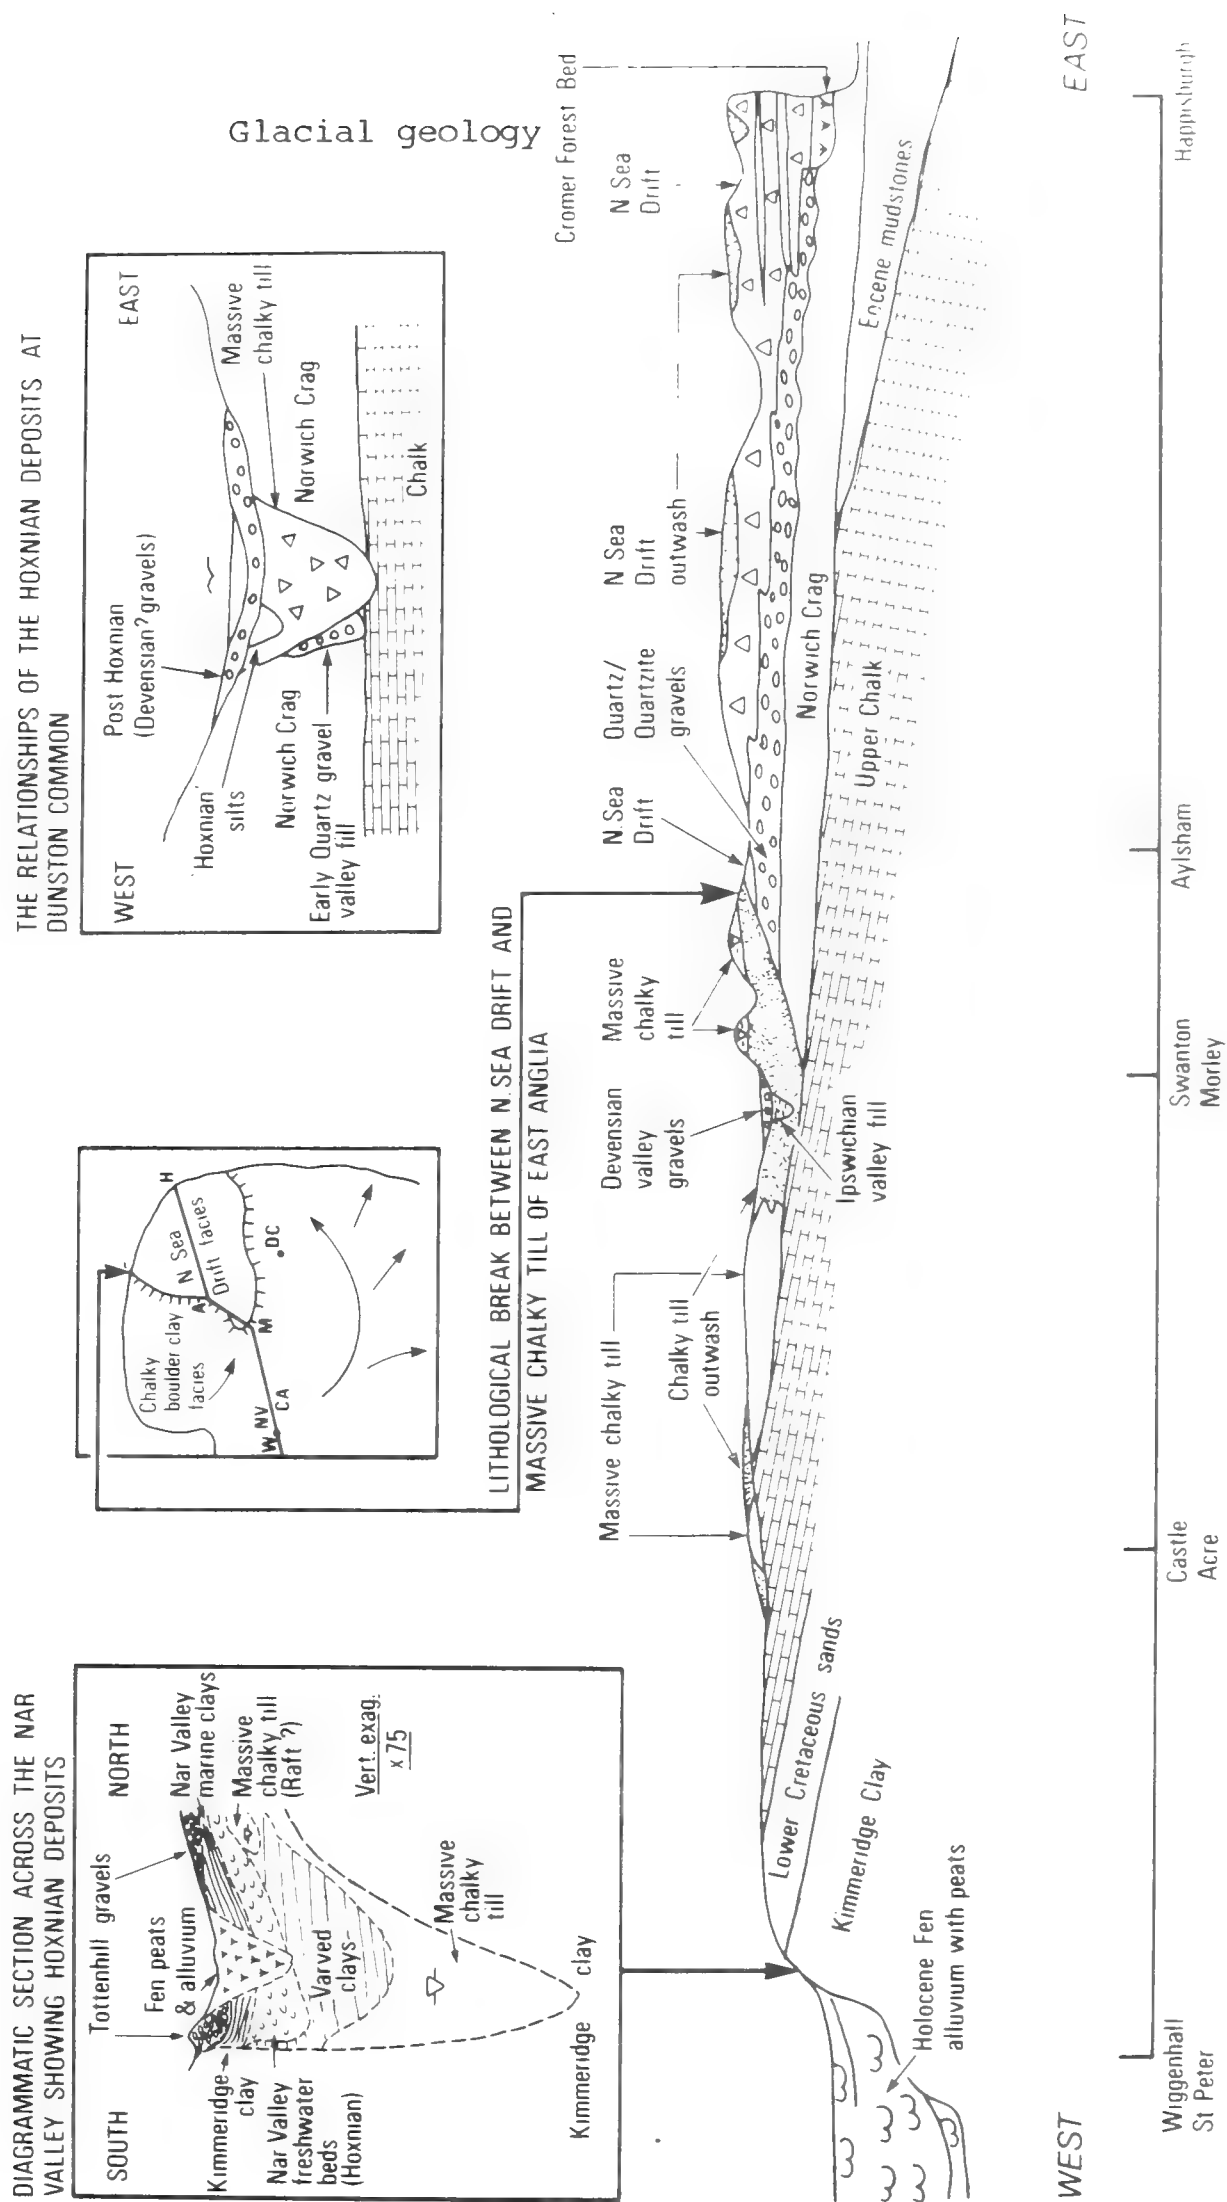 Glacial geology
DIAGRAMMATIC SECTION ACROSS THE NAR
VALLEY SHOWING HOXNIAN DEPOSITS
SOUTH
NORTH
Tottenhill gravels
Fen peats
& alluvium
Nar Valley
marine clays
Massive
chalky till
(Raft ?)
Vert. exag.
x 75
Kimmeridge
clay
Nar Valley
freshwater
beds
(Hoxnian)
Varved
clays
Massive
chalky
till
Kimmeridge clay
Chalky
boulder clay
facies
N Sea
Drift facies
W
NV
CA
M
A
H
DC
LITHOLOGICAL BREAK BETWEEN N.SEA DRIFT AND
MASSIVE CHALKY TILL OF EAST ANGLIA
THE RELATIONSHIPS OF THE HOXNIAN DEPOSITS AT
DUNSTON COMMON
WEST
EAST
Post Hoxnian
(Devensian? gravels)
Massive
chalky till
'Hoxnian'
silts
Norwich Crag
Norwich Crag
Early Quartz gravel
valley fill
Chalk
Massive chalky till
Chalky till
outwash
Devensian
valley
gravels
Massive
chalky
till
N.Sea
Drift
Quartz/
Quartzite
gravels
N Sea
Drift
outwash
N Sea
Drift
Cromer Forest Bed
Ipswichian
valley fill
Norwich Crag
Upper Chalk
Eocene mudstones
Lower Cretaceous sands
Kimmeridge Clay
Holocene Fen
alluvium with peats
WEST
EAST
Wiggenhall
St Peter
Castle
Acre
Swanton
Morley
Aylsham
Happisburgh